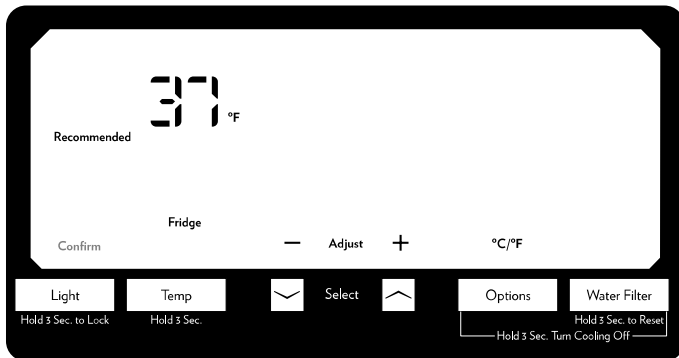 37 °F
Recommended
Fridge
Confirm
– Adjust +
°C/°F
Light
Temp
Select
Options
Water Filter
Hold 3 Sec. to Lock
Hold 3 Sec.
Hold 3 Sec. to Reset
Hold 3 Sec. Turn Cooling Off